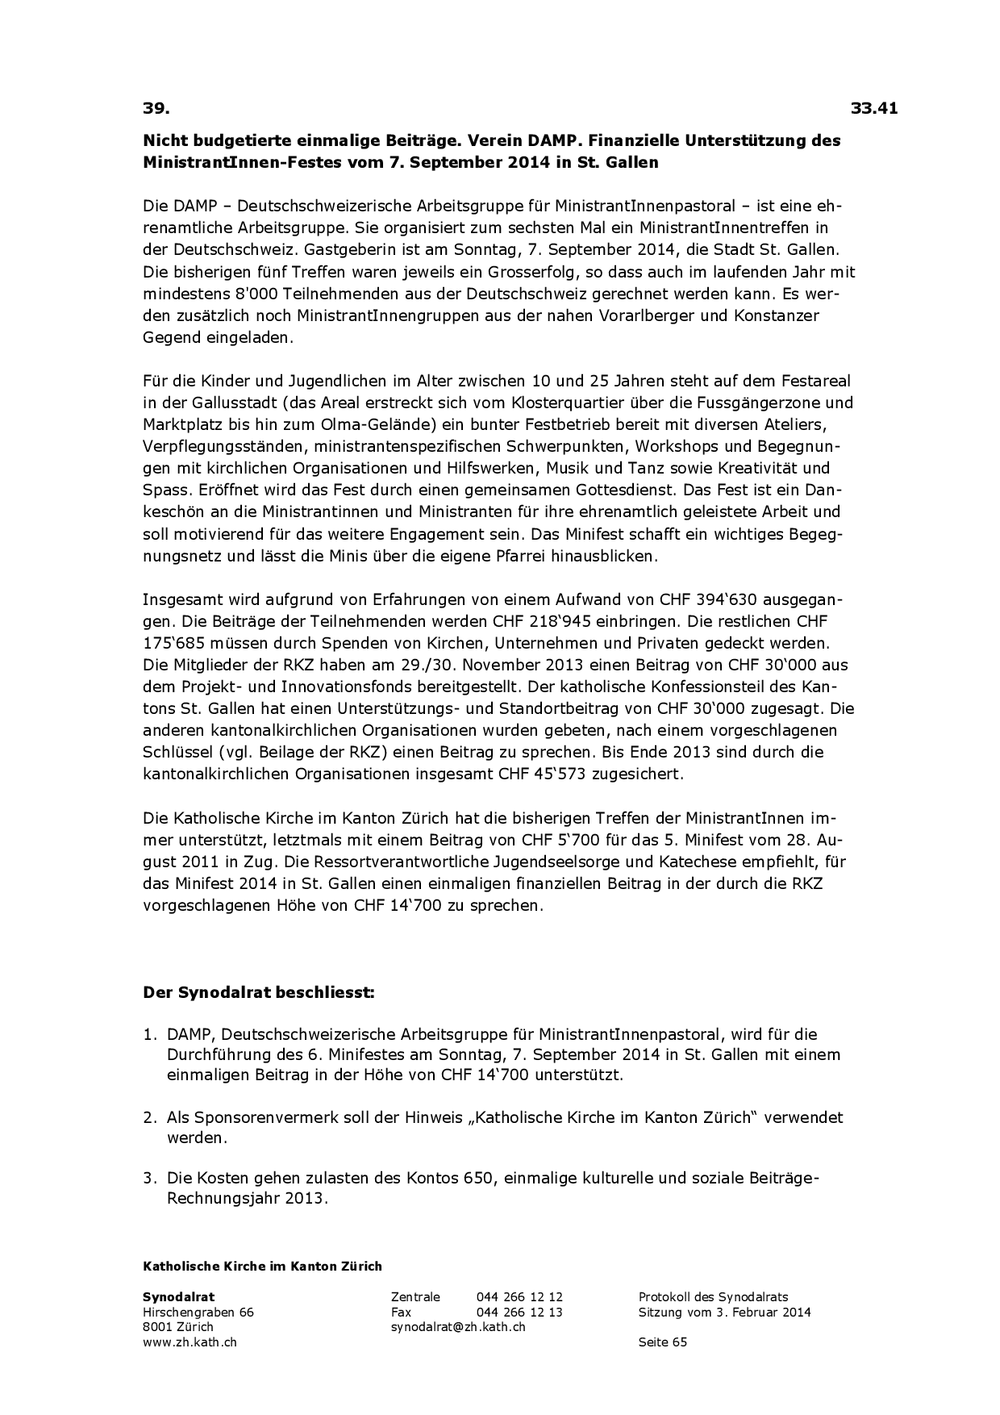 39. 33.41
Nicht budgetierte einmalige Beiträge. Verein DAMP. Finanzielle Unterstützung des
MinistrantInnen-Festes vom 7. September 2014 in St. Gallen
Die DAMP – Deutschschweizerische Arbeitsgruppe für MinistrantInnenpastoral – ist eine eh-
renamtliche Arbeitsgruppe. Sie organisiert zum sechsten Mal ein MinistrantInnentreffen in
der Deutschschweiz. Gastgeberin ist am Sonntag, 7. September 2014, die Stadt St. Gallen.
Die bisherigen fünf Treffen waren jeweils ein Grosserfolg, so dass auch im laufenden Jahr mit
mindestens 8'000 Teilnehmenden aus der Deutschschweiz gerechnet werden kann. Es wer-
den zusätzlich noch MinistrantInnengruppen aus der nahen Vorarlberger und Konstanzer
Gegend eingeladen.
Für die Kinder und Jugendlichen im Alter zwischen 10 und 25 Jahren steht auf dem Festareal
in der Gallusstadt (das Areal erstreckt sich vom Klosterquartier über die Fussgängerzone und
Marktplatz bis hin zum Olma-Gelände) ein bunter Festbetrieb bereit mit diversen Ateliers,
Verpflegungsständen, ministrantenspezifischen Schwerpunkten, Workshops und Begegnun-
gen mit kirchlichen Organisationen und Hilfswerken, Musik und Tanz sowie Kreativität und
Spass. Eröffnet wird das Fest durch einen gemeinsamen Gottesdienst. Das Fest ist ein Dan-
keschön an die Ministrantinnen und Ministranten für ihre ehrenamtlich geleistete Arbeit und
soll motivierend für das weitere Engagement sein. Das Minifest schafft ein wichtiges Begeg-
nungsnetz und lässt die Minis über die eigene Pfarrei hinausblicken.
Insgesamt wird aufgrund von Erfahrungen von einem Aufwand von CHF 394‘630 ausgegan-
gen. Die Beiträge der Teilnehmenden werden CHF 218‘945 einbringen. Die restlichen CHF
175‘685 müssen durch Spenden von Kirchen, Unternehmen und Privaten gedeckt werden.
Die Mitglieder der RKZ haben am 29./30. November 2013 einen Beitrag von CHF 30‘000 aus
dem Projekt- und Innovationsfonds bereitgestellt. Der katholische Konfessionsteil des Kan-
tons St. Gallen hat einen Unterstützungs- und Standortbeitrag von CHF 30‘000 zugesagt. Die
anderen kantonalkirchlichen Organisationen wurden gebeten, nach einem vorgeschlagenen
Schlüssel (vgl. Beilage der RKZ) einen Beitrag zu sprechen. Bis Ende 2013 sind durch die
kantonalkirchlichen Organisationen insgesamt CHF 45‘573 zugesichert.
Die Katholische Kirche im Kanton Zürich hat die bisherigen Treffen der MinistrantInnen im-
mer unterstützt, letztmals mit einem Beitrag von CHF 5‘700 für das 5. Minifest vom 28. Au-
gust 2011 in Zug. Die Ressortverantwortliche Jugendseelsorge und Katechese empfiehlt, für
das Minifest 2014 in St. Gallen einen einmaligen finanziellen Beitrag in der durch die RKZ
vorgeschlagenen Höhe von CHF 14‘700 zu sprechen.
Der Synodalrat beschliesst:
1. DAMP, Deutschschweizerische Arbeitsgruppe für MinistrantInnenpastoral, wird für die
Durchführung des 6. Minifestes am Sonntag, 7. September 2014 in St. Gallen mit einem
einmaligen Beitrag in der Höhe von CHF 14‘700 unterstützt.
2. Als Sponsorenvermerk soll der Hinweis „Katholische Kirche im Kanton Zürich“ verwendet
werden.
3. Die Kosten gehen zulasten des Kontos 650, einmalige kulturelle und soziale Beiträge-
Rechnungsjahr 2013.
Katholische Kirche im Kanton Zürich
Synodalrat Zentrale 044 266 12 12 Protokoll des Synodalrats
Hirschengraben 66 Fax 044 266 12 13 Sitzung vom 3. Februar 2014
8001 Zürich synodalrat@zh.kath.ch
www.zh.kath.ch Seite 65